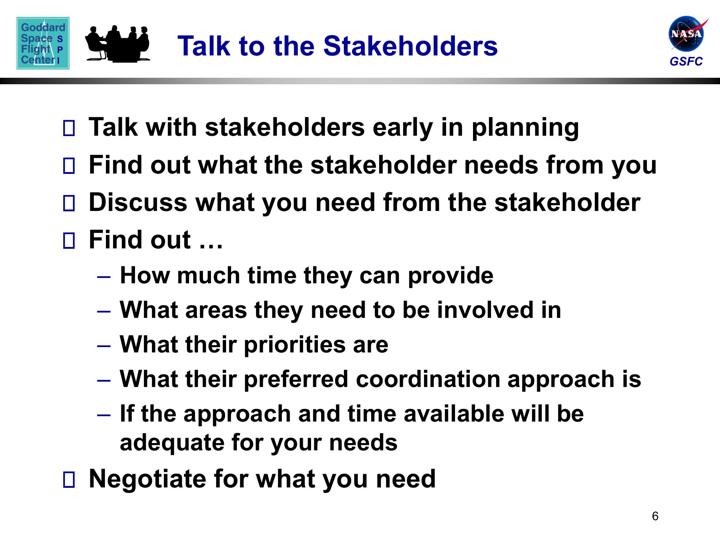 Goddard
Space
Flight
Center
S
P
I
Talk to the Stakeholders
NASA
GSFC
Talk with stakeholders early in planning
Find out what the stakeholder needs from you
Discuss what you need from the stakeholder
Find out …
– How much time they can provide
– What areas they need to be involved in
– What their priorities are
– What their preferred coordination approach is
– If the approach and time available will be
adequate for your needs
Negotiate for what you need
6